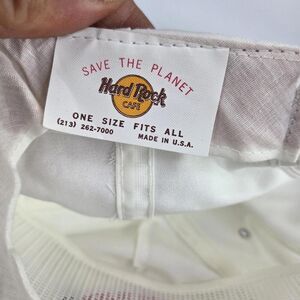 SAVE THE PLANET
Hard Rock
CAFE
ONE SIZE FITS ALL
(213) 262-7000 MADE IN U.S.A.